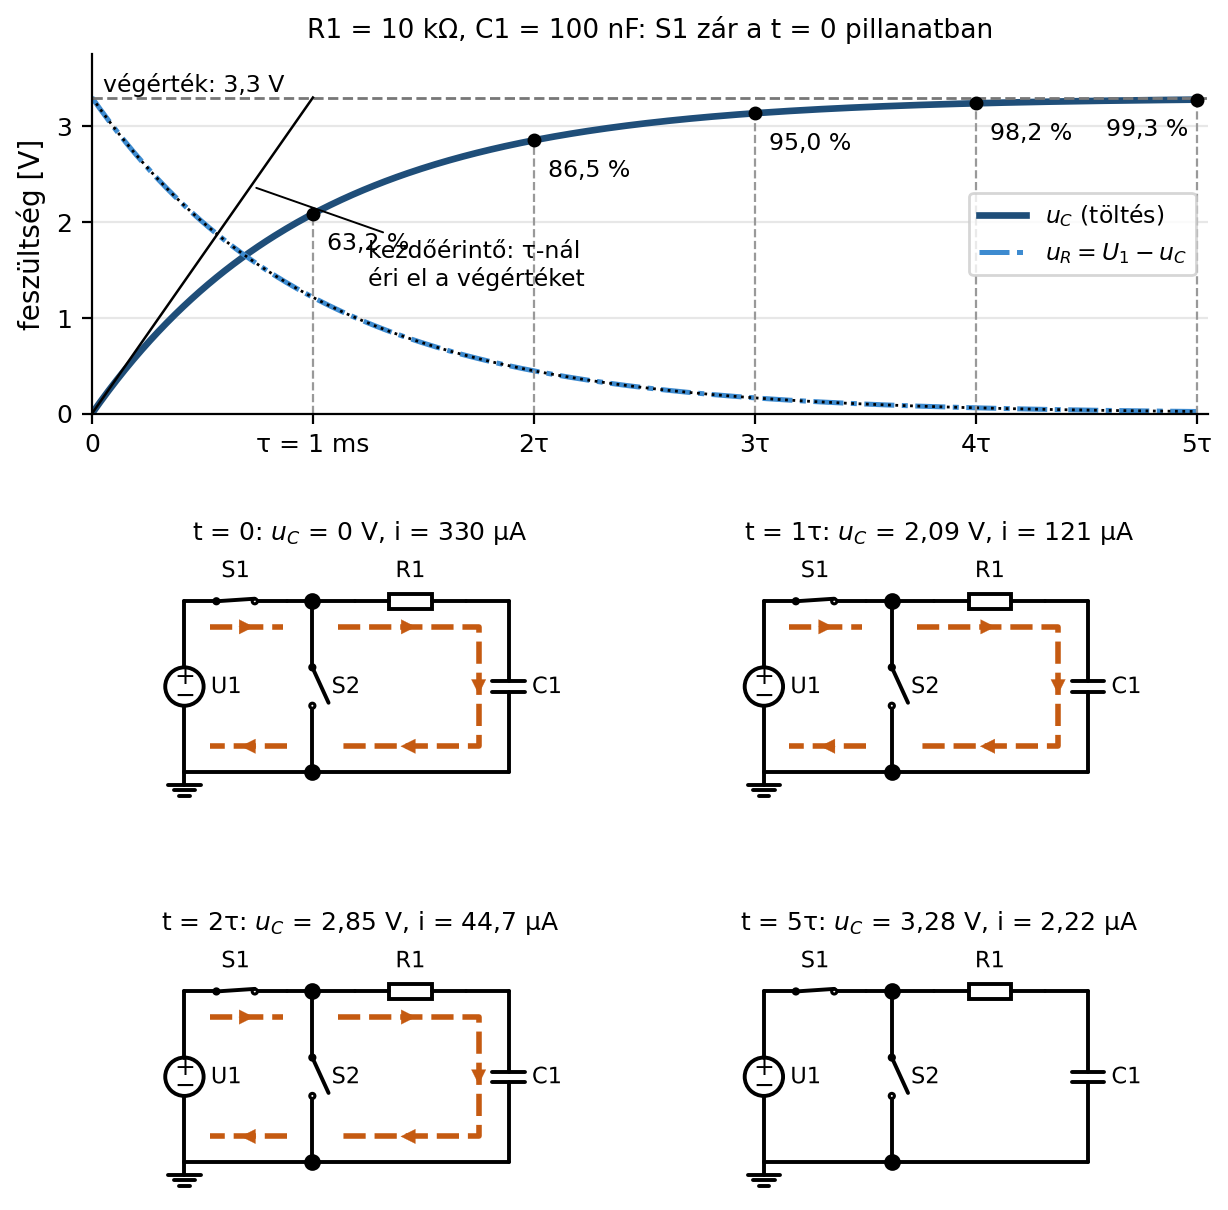 R1 = 10 kΩ, C1 = 100 nF: S1 zár a t = 0 pillanatban
végérték: 3,3 V
feszültség [V]
3
2
1
0
63,2 %
86,5 %
95,0 %
98,2 %
99,3 %
kezdőérintő: τ-nál
éri el a végértéket
u_C (töltés)
u_R = U_1 − u_C
0
τ = 1 ms
2τ
3τ
4τ
5τ
t = 0: u_C = 0 V, i = 330 µA
S1
R1
U1
S2
C1
+
−
t = 1τ: u_C = 2,09 V, i = 121 µA
S1
R1
U1
S2
C1
+
−
t = 2τ: u_C = 2,85 V, i = 44,7 µA
S1
R1
U1
S2
C1
+
−
t = 5τ: u_C = 3,28 V, i = 2,22 µA
S1
R1
U1
S2
C1
+
−